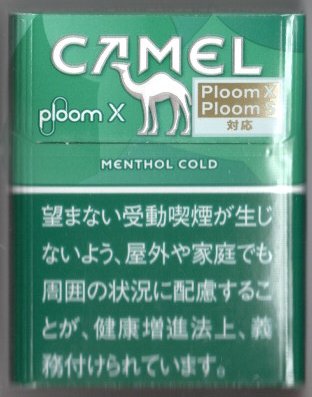 CAMEL
ploom X
Ploom X
Ploom S
対応
MENTHOL COLD
望まない受動喫煙が生じ
ないよう、屋外や家庭でも
周囲の状況に配慮するこ
とが、健康増進法上、義
務付けられています。